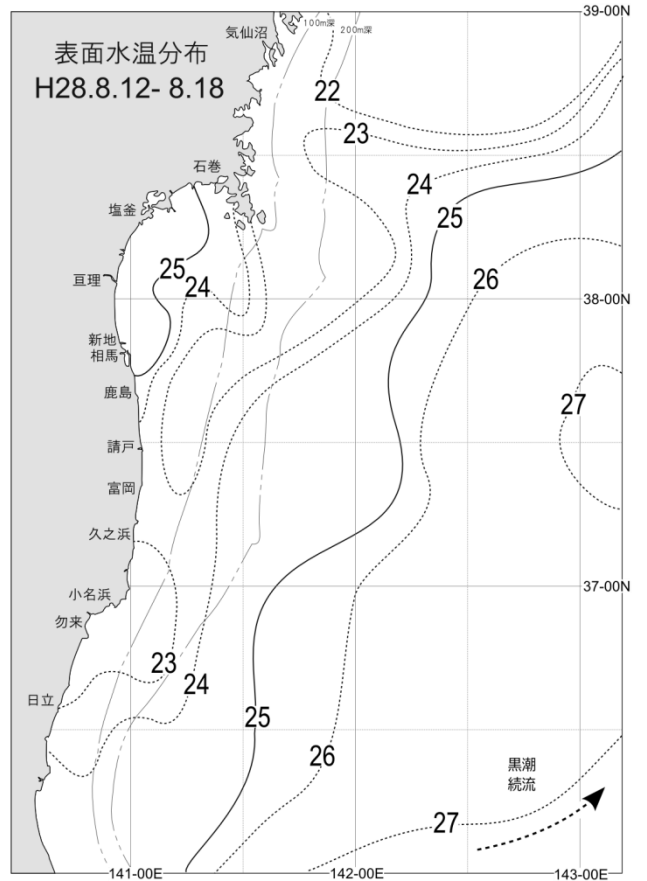 39-00N
100m深
200m深
気仙沼
表面水温分布
H28.8.12- 8.18
22
23
石巻
24
塩釜
25
25
24
26
亘理
38-00N
新地
相馬
鹿島
27
請戸
富岡
久之浜
37-00N
小名浜
勿来
23
24
日立
25
26
黒潮
続流
27
141-00E
142-00E
143-00E